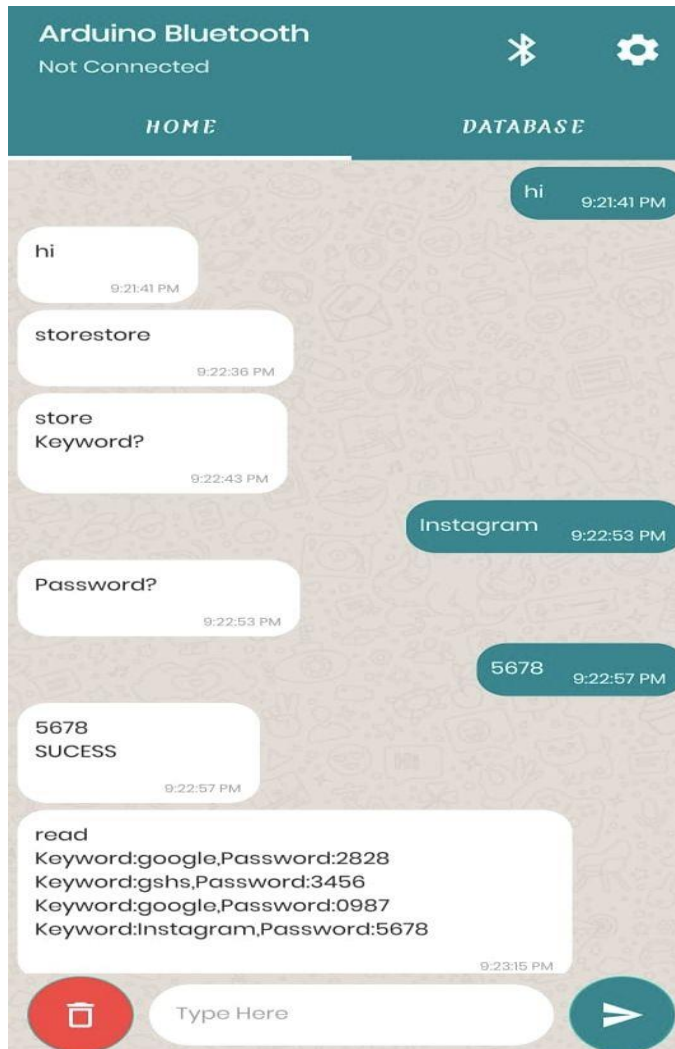 Arduino Bluetooth
Not Connected
HOME
DATABASE
hi
9:21:41 PM
hi
9:21:41 PM
storestore
9:22:36 PM
store
Keyword?
9:22:43 PM
Instagram
9:22:53 PM
Password?
9:22:53 PM
5678
9:22:57 PM
5678
SUCESS
9:22:57 PM
read
Keyword:google,Password:2828
Keyword:gshs,Password:3456
Keyword:google,Password:0987
Keyword:Instagram,Password:5678
9:23:15 PM
Type Here